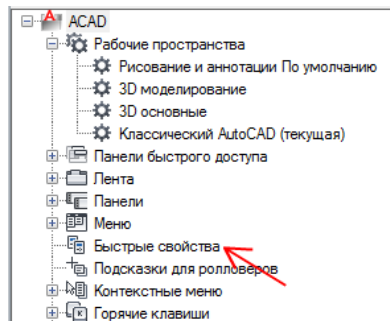 ACAD
Рабочие пространства
Рисование и аннотации По умолчанию
3D моделирование
3D основные
Классический AutoCAD (текущая)
Панели быстрого доступа
Лента
Панели
Меню
Быстрые свойства
Подсказки для ролловеров
Контекстные меню
Горячие клавиши